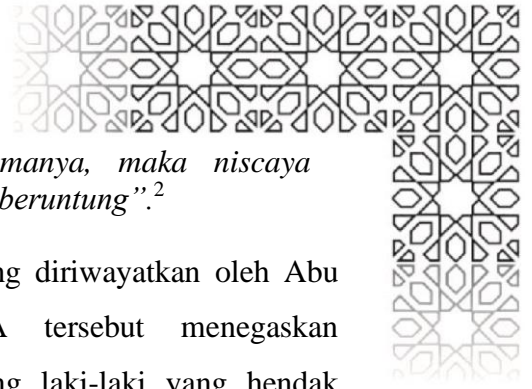 manya, maka niscaya
beruntung”.2
ng diriwayatkan oleh Abu
A tersebut menegaskan
ng laki-laki yang hendak